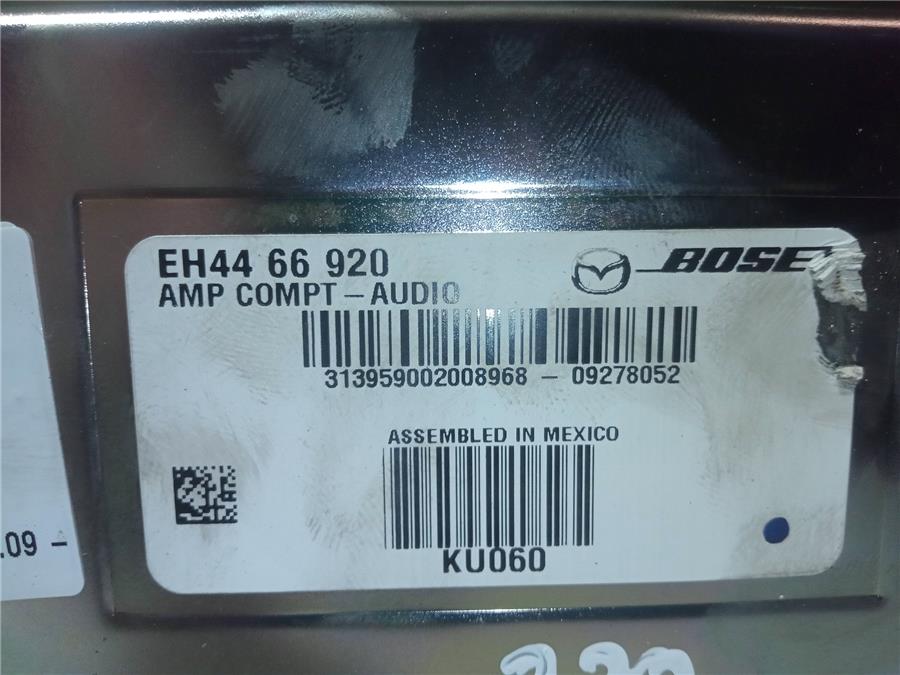 EH44 66 920
BOSE
AMP COMPT - AUDIO
313959002008968 - 09278052
ASSEMBLED IN MEXICO
KU060
.09 -